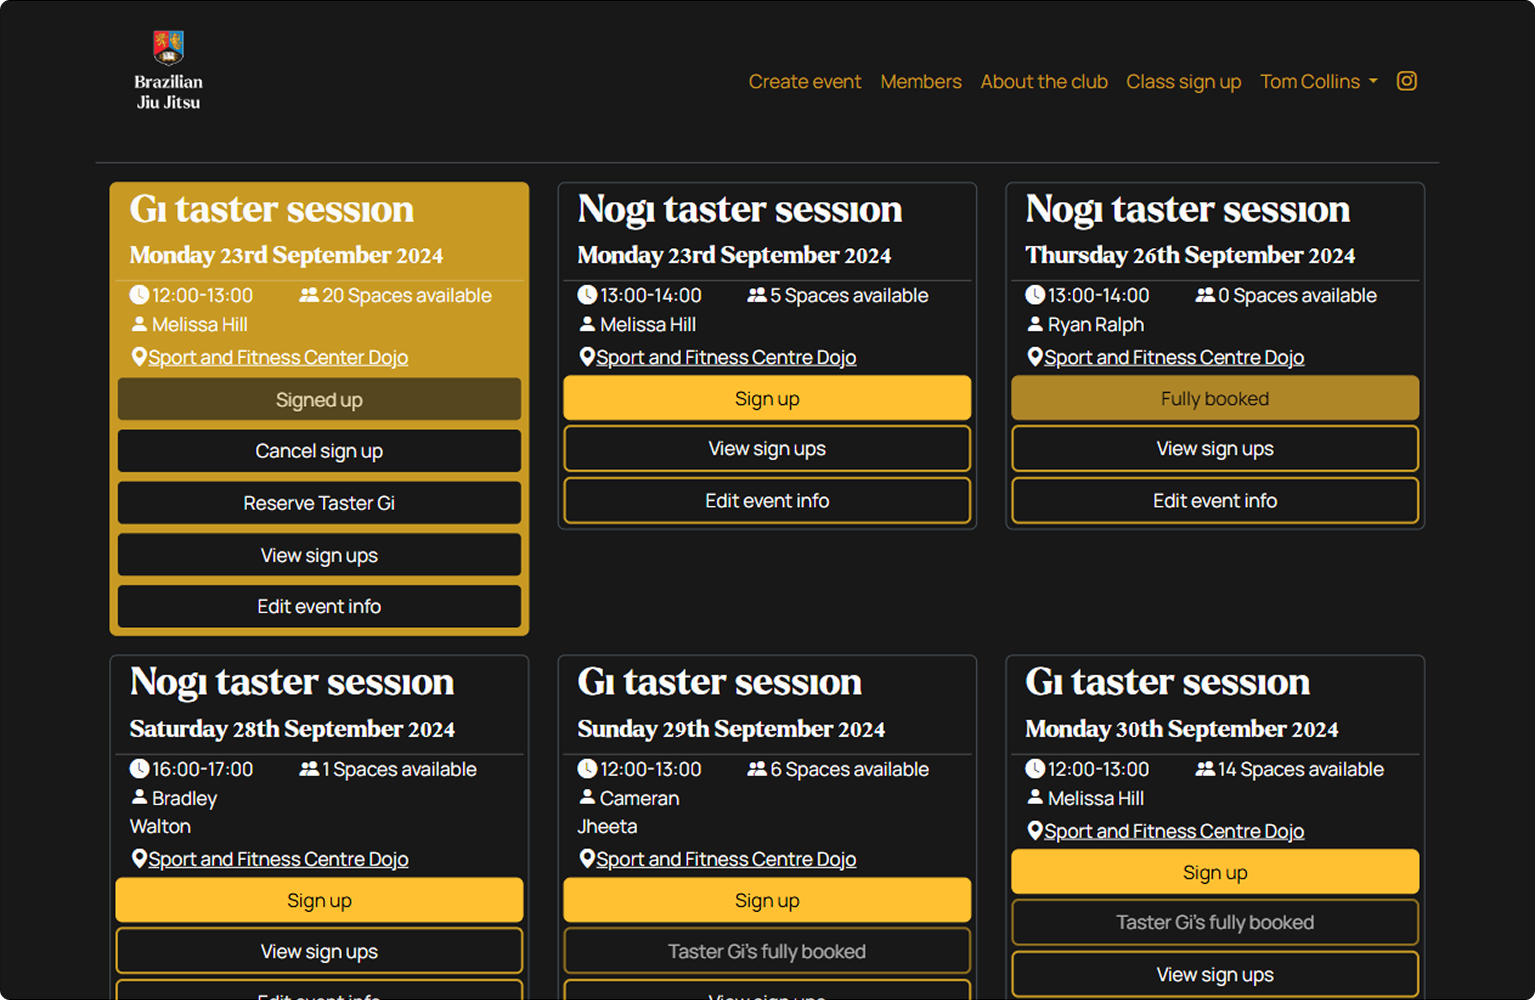 Brazilian
Jiu Jitsu
Create event Members About the club Class sign up Tom Collins
Gi taster session
Monday 23rd September 2024
12:00-13:00 20 Spaces available
Melissa Hill
Sport and Fitness Center Dojo
Signed up
Cancel sign up
Reserve Taster Gi
View sign ups
Edit event info
Nogi taster session
Monday 23rd September 2024
13:00-14:00 5 Spaces available
Melissa Hill
Sport and Fitness Centre Dojo
Sign up
View sign ups
Edit event info
Nogi taster session
Thursday 26th September 2024
13:00-14:00 0 Spaces available
Ryan Ralph
Sport and Fitness Centre Dojo
Fully booked
View sign ups
Edit event info
Nogi taster session
Saturday 28th September 2024
16:00-17:00 1 Spaces available
Bradley
Walton
Sport and Fitness Centre Dojo
Sign up
View sign ups
Edit event info
Gi taster session
Sunday 29th September 2024
12:00-13:00 6 Spaces available
Cameran
Jheeta
Sport and Fitness Centre Dojo
Sign up
Taster Gi's fully booked
View sign ups
Gi taster session
Monday 30th September 2024
12:00-13:00 14 Spaces available
Melissa Hill
Sport and Fitness Centre Dojo
Sign up
Taster Gi's fully booked
View sign ups